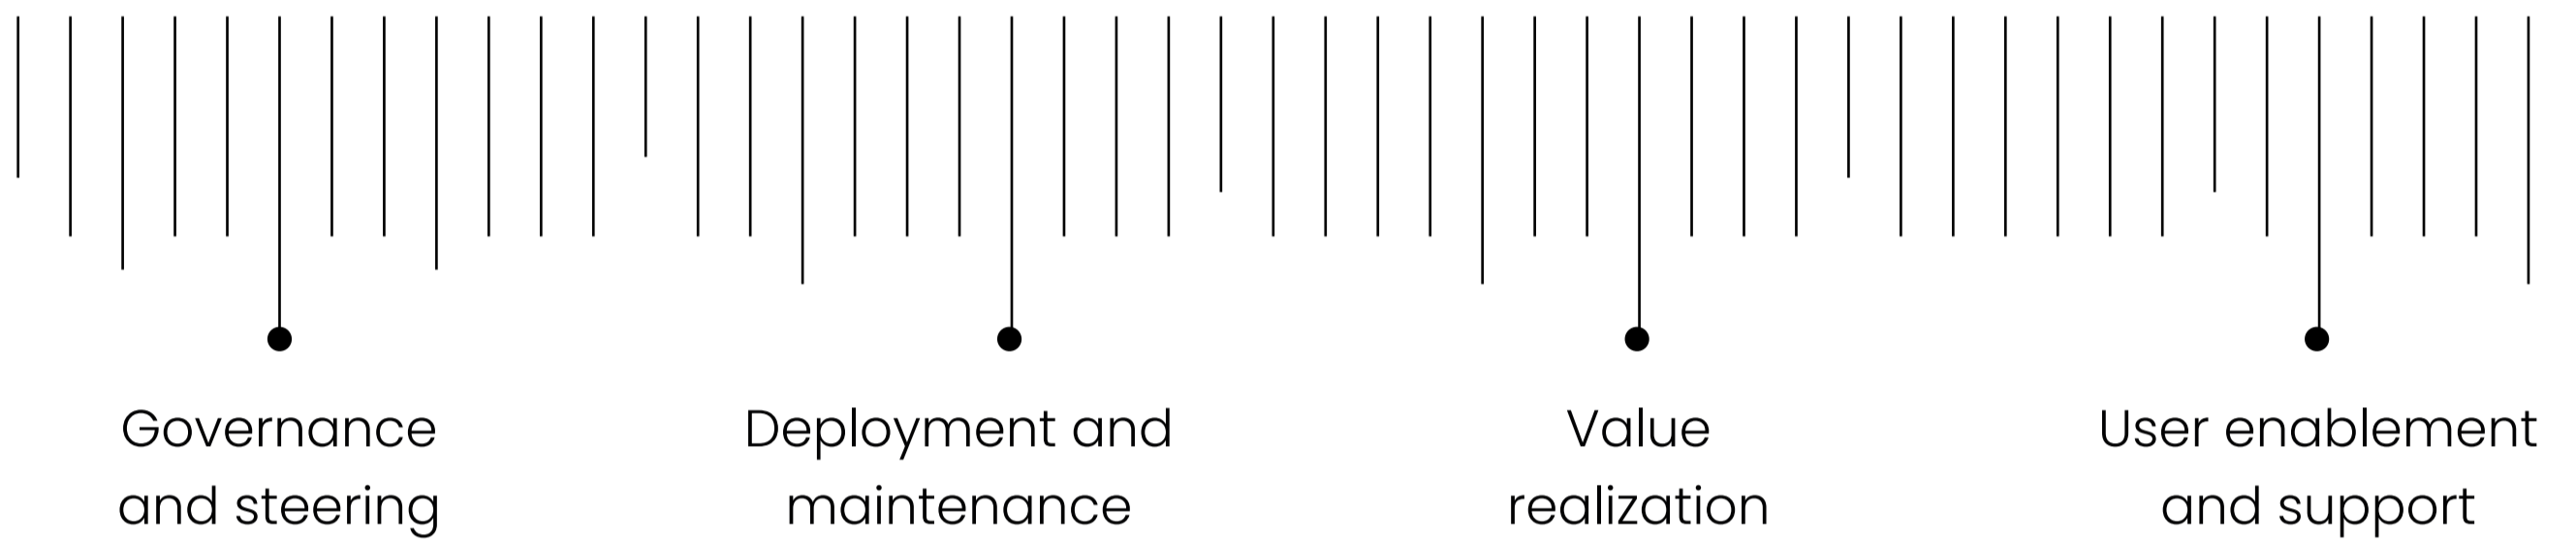 Governance
and steering
Deployment and
maintenance
Value
realization
User enablement
and support